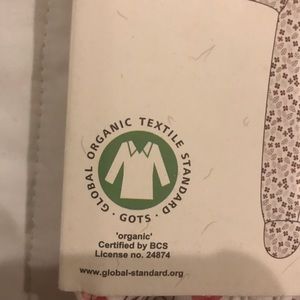 GLOBAL ORGANIC TEXTILE STANDARD · GOTS ·
'organic'
Certified by BCS
License no. 24874
www.global-standard.org